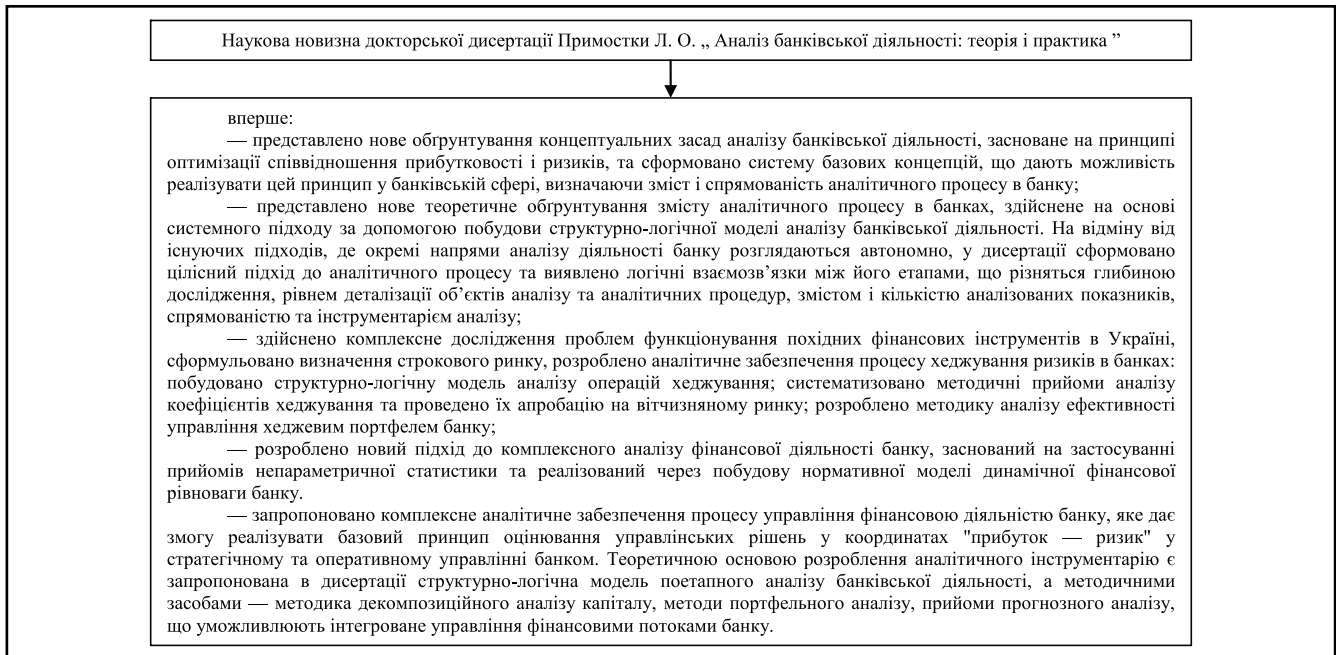 Наукова новизна докторської дисертації Примостки Л. О. „ Аналіз банківської діяльності: теорія і практика ”
вперше:
— представлено нове обґрунтування концептуальних засад аналізу банківської діяльності, засноване на принципі
оптимізації співвідношення прибутковості і ризиків, та сформовано систему базових концепцій, що дають можливість
реалізувати цей принцип у банківській сфері, визначаючи зміст і спрямованість аналітичного процесу в банку;
— представлено нове теоретичне обґрунтування змісту аналітичного процесу в банках, здійснене на основі
системного підходу за допомогою побудови структурно-логічної моделі аналізу банківської діяльності. На відміну від
існуючих підходів, де окремі напрями аналізу діяльності банку розглядаються автономно, у дисертації сформовано
цілісний підхід до аналітичного процесу та виявлено логічні взаємозв’язки між його етапами, що різняться глибиною
дослідження, рівнем деталізації об’єктів аналізу та аналітичних процедур, змістом і кількістю аналізованих показників,
спрямованістю та інструментарієм аналізу;
— здійснено комплексне дослідження проблем функціонування похідних фінансових інструментів в Україні,
сформульовано визначення строкового ринку, розроблено аналітичне забезпечення процесу хеджування ризиків в банках:
побудовано структурно-логічну модель аналізу операцій хеджування; систематизовано методичні прийоми аналізу
коефіцієнтів хеджування та проведено їх апробацію на вітчизняному ринку; розроблено методику аналізу ефективності
управління хеджевим портфелем банку;
— розроблено новий підхід до комплексного аналізу фінансової діяльності банку, заснований на застосуванні
прийомів непараметричної статистики та реалізований через побудову нормативної моделі динамічної фінансової
рівноваги банку.
— запропоновано комплексне аналітичне забезпечення процесу управління фінансовою діяльністю банку, яке дає
змогу реалізувати базовий принцип оцінювання управлінських рішень у координатах "прибуток — ризик" у
стратегічному та оперативному управлінні банком. Теоретичною основою розроблення аналітичного інструментарію є
запропонована в дисертації структурно-логічна модель поетапного аналізу банківської діяльності, а методичними
засобами — методика декомпозиційного аналізу капіталу, методи портфельного аналізу, прийоми прогнозного аналізу,
що уможливлюють інтегроване управління фінансовими потоками банку.